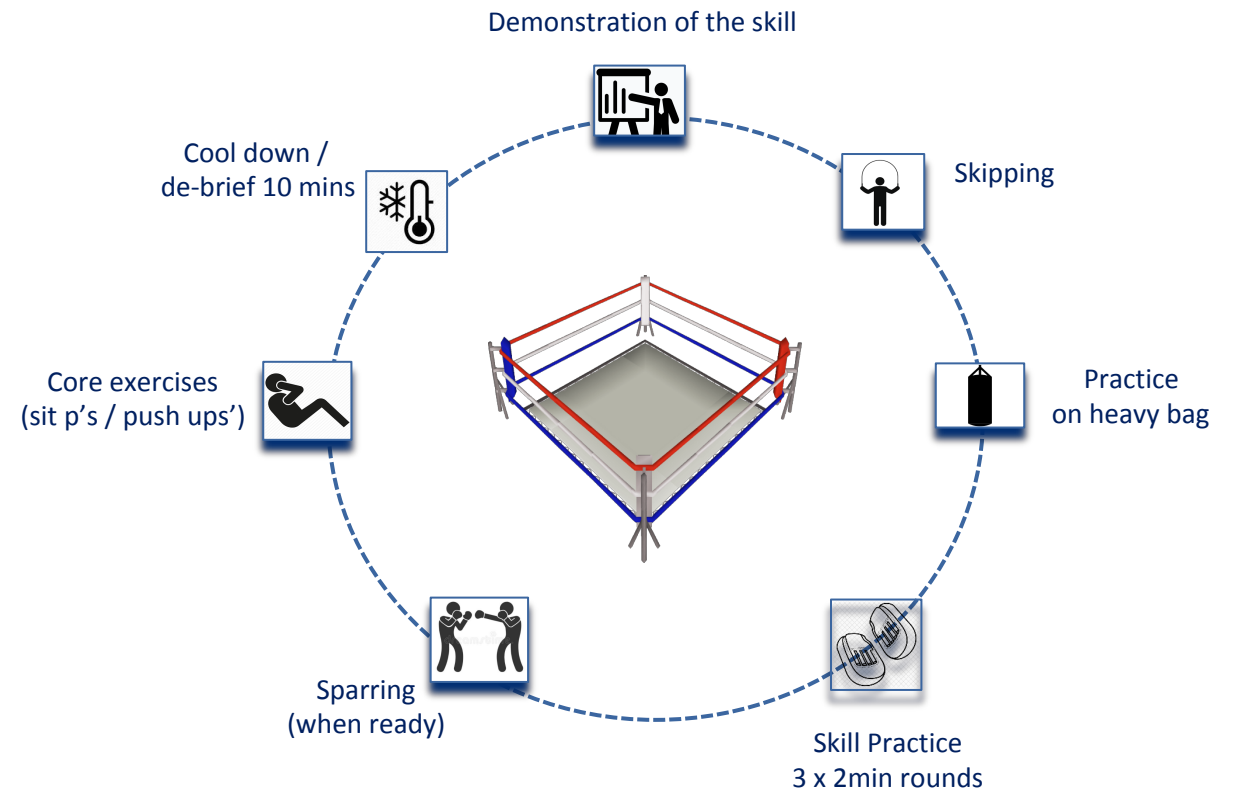 Demonstration of the skill
Skipping
Practice
on heavy bag
Skill Practice
3 x 2min rounds
Sparring
(when ready)
Core exercises
(sit p’s / push ups’)
Cool down /
de-brief 10 mins